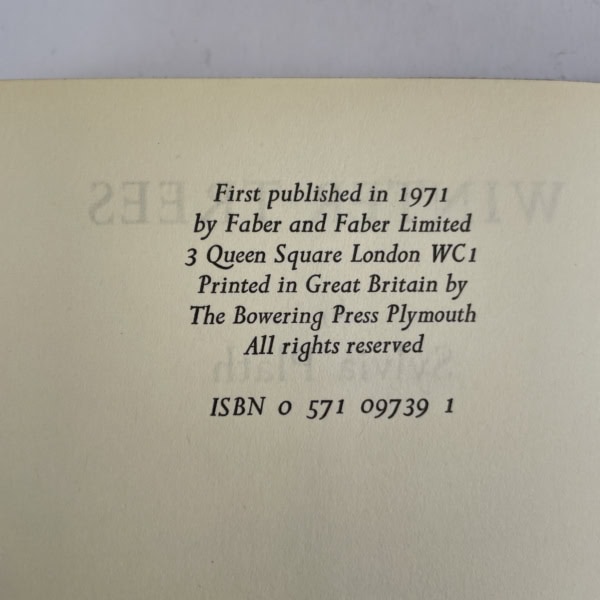 First published in 1971
by Faber and Faber Limited
3 Queen Square London WC1
Printed in Great Britain by
The Bowering Press Plymouth
All rights reserved
ISBN 0 571 09739 1